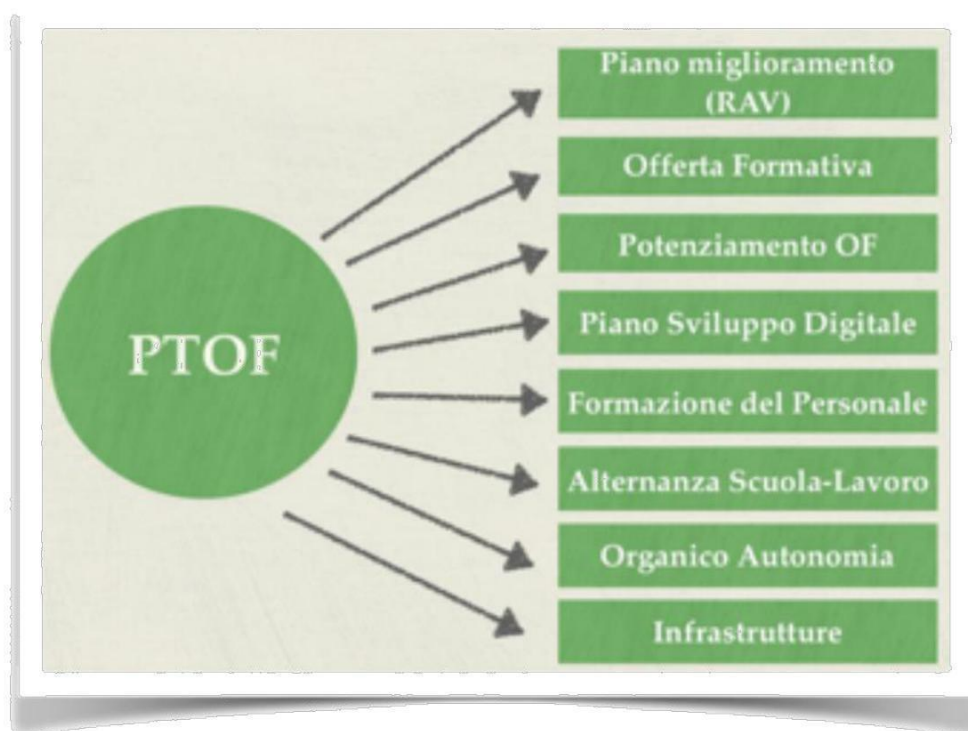 PTOF
Piano miglioramento
(RAV)
Offerta Formativa
Potenziamento OF
Piano Sviluppo Digitale
Formazione del Personale
Alternanza Scuola-Lavoro
Organico Autonomia
Infrastrutture